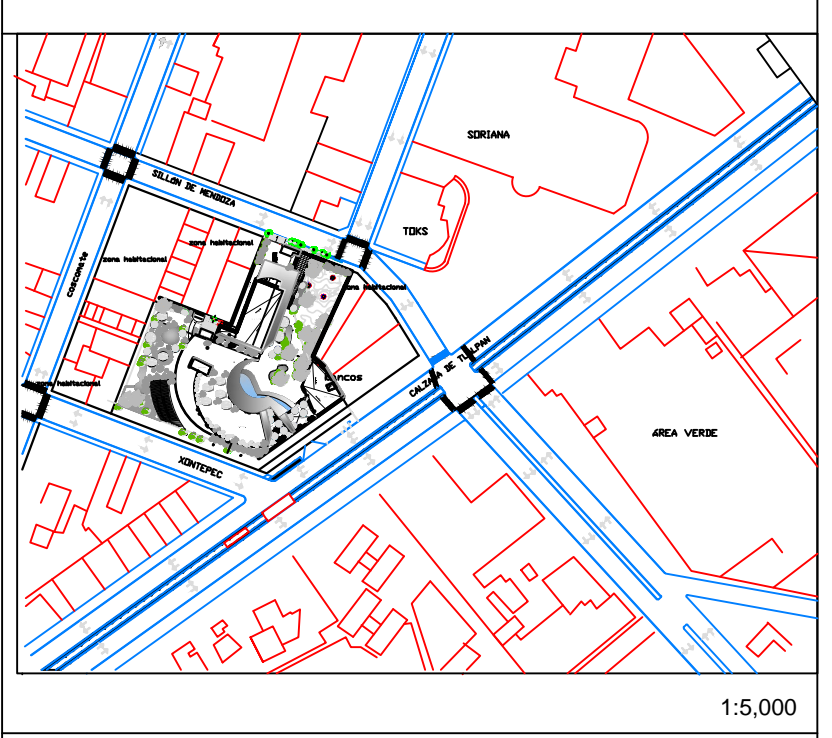 SORIANA
SILLON DE MENDOZA
TOKS
zona habitacional
zona habitacional
coscomate
zona habitacional
CALZADA DE TLALPAN
zona habitacional
AREA VERDE
XONTEPEC
1:5,000